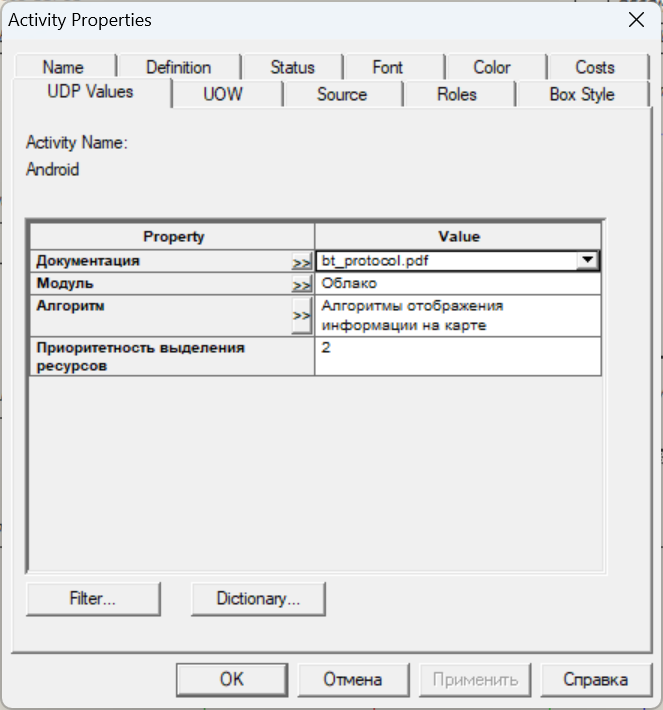 Activity Properties
Name Definition Status Font Color Costs
UDP Values UOW Source Roles Box Style
Activity Name:
Android
Property Value
Документация >> bt_protocol.pdf
Модуль >> Облако
Алгоритм >> Алгоритмы отображения
информации на карте
Приоритетность выделения 2
ресурсов
Filter... Dictionary...
OK Отмена Применить Справка